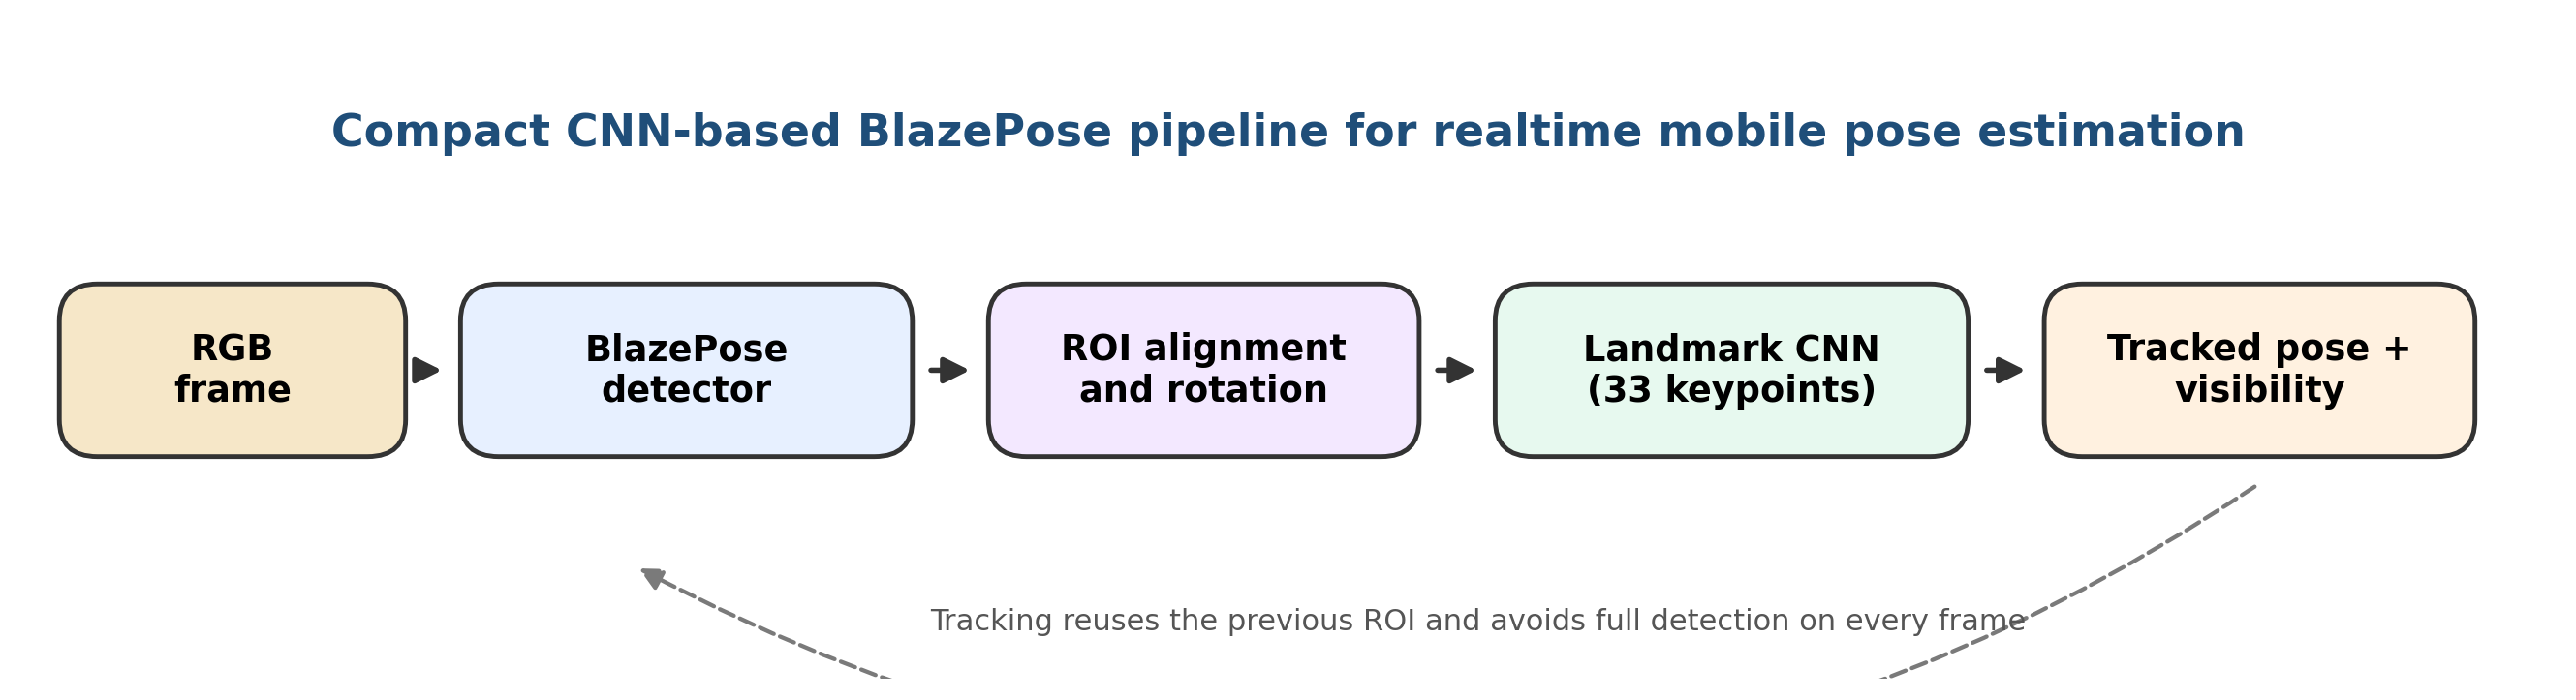 Compact CNN-based BlazePose pipeline for realtime mobile pose estimation
RGB
frame
BlazePose
detector
ROI alignment
and rotation
Landmark CNN
(33 keypoints)
Tracked pose +
visibility
Tracking reuses the previous ROI and avoids full detection on every frame